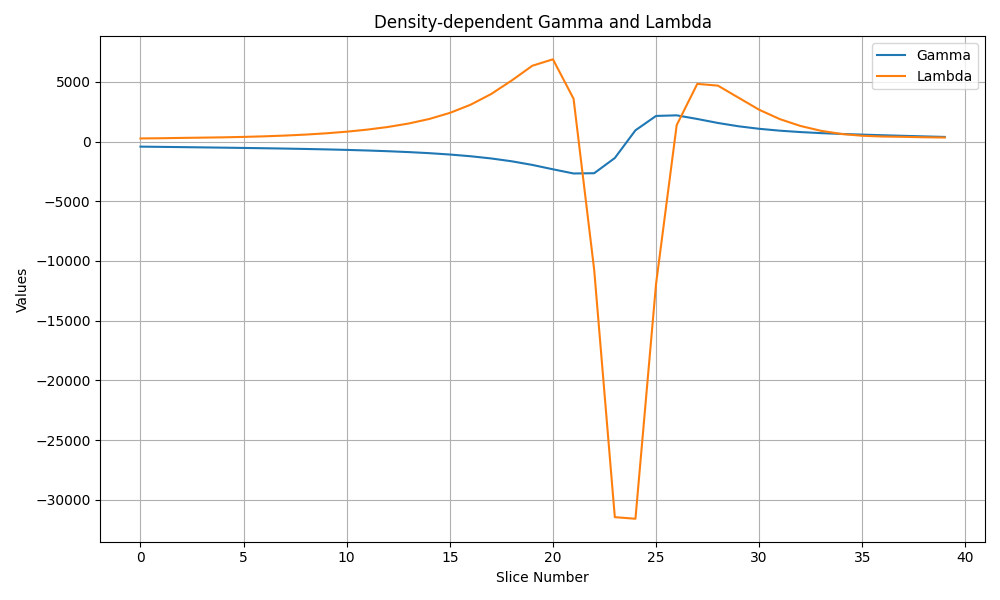 Density-dependent Gamma and Lambda
Gamma
Lambda
Values
5000
0
−5000
−10000
−15000
−20000
−25000
−30000
0 5 10 15 20 25 30 35 40
Slice Number